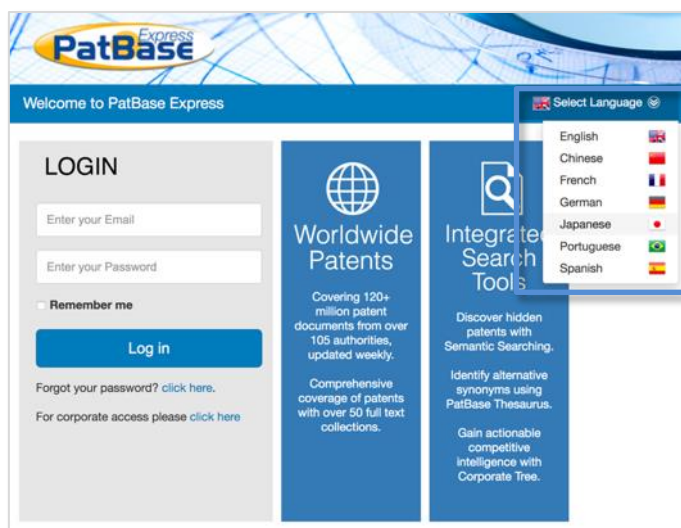 PatBase
Express
Welcome to PatBase Express
Select Language
English
Chinese
French
German
Japanese
Portuguese
Spanish
LOGIN
Enter your Email
Enter your Password
Remember me
Log in
Forgot your password? click here.
For corporate access please click here
Worldwide
Patents
Covering 120+
million patent
documents from over
105 authorities,
updated weekly.
Comprehensive
coverage of patents
with over 50 full text
collections.
Integrated
Search
Tools
Discover hidden
patents with
Semantic Searching.
Identify alternative
synonyms using
PatBase Thesaurus.
Gain actionable
competitive
intelligence with
Corporate Tree.